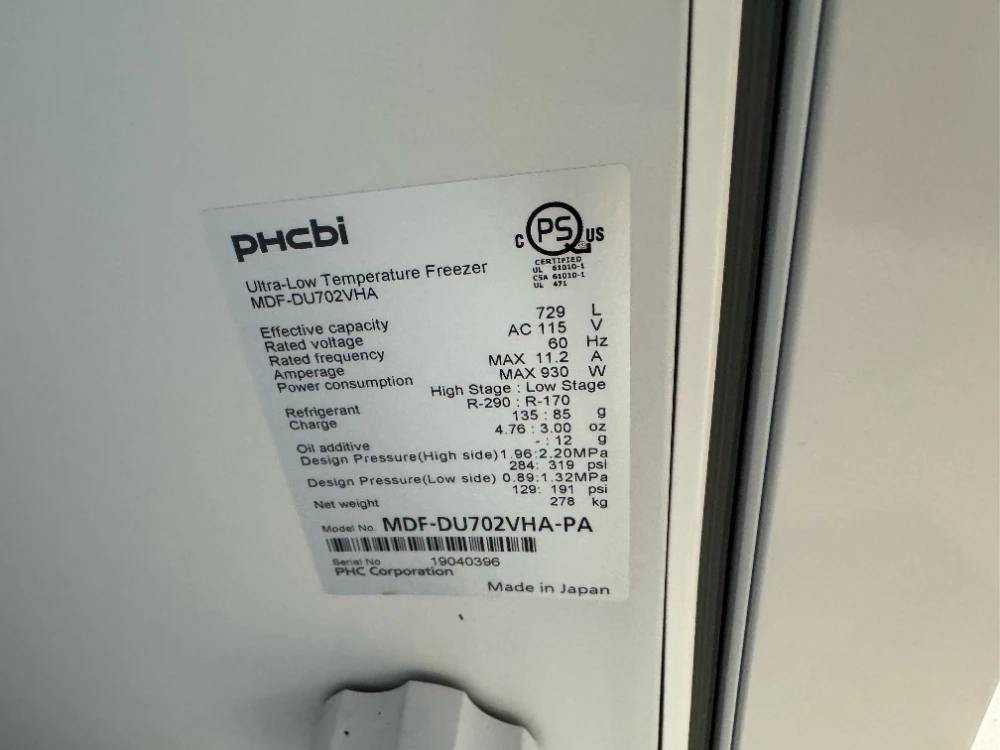 PHCbi
C PS US
CERTIFIED
UL 61010-1
CSA 61010-1
UL 471
Ultra-Low Temperature Freezer
MDF-DU702VHA
Effective capacity 729 L
Rated voltage AC 115 V
Rated frequency 60 Hz
Amperage MAX 11.2 A
Power consumption MAX 930 W
High Stage : Low Stage
Refrigerant R-290 : R-170
Charge 135 : 85 g
4.76 : 3.00 oz
Oil additive - : 12 g
Design Pressure(High side) 1.96:2.20MPa
284: 319 psi
Design Pressure(Low side) 0.89:1.32MPa
129: 191 psi
Net weight 278 kg
Model No. MDF-DU702VHA-PA
Serial No. 19040396
PHC Corporation
Made in Japan